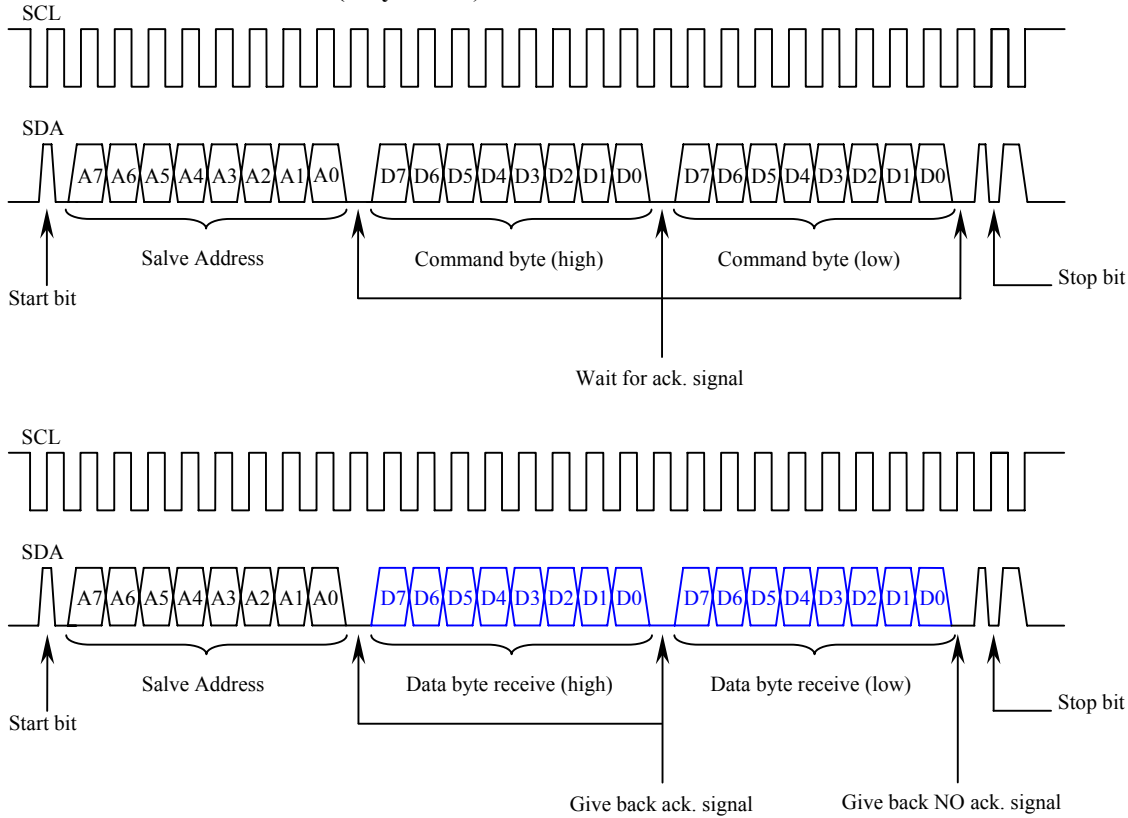 SCL
SDA
A7 A6 A5 A4 A3 A2 A1 A0 D7 D6 D5 D4 D3 D2 D1 D0 D7 D6 D5 D4 D3 D2 D1 D0
Salve Address Command byte (high) Command byte (low)
Start bit Stop bit
Wait for ack. signal
SCL
SDA
A7 A6 A5 A4 A3 A2 A1 A0 D7 D6 D5 D4 D3 D2 D1 D0 D7 D6 D5 D4 D3 D2 D1 D0
Salve Address Data byte receive (high) Data byte receive (low)
Start bit Stop bit
Give back ack. signal Give back NO ack. signal